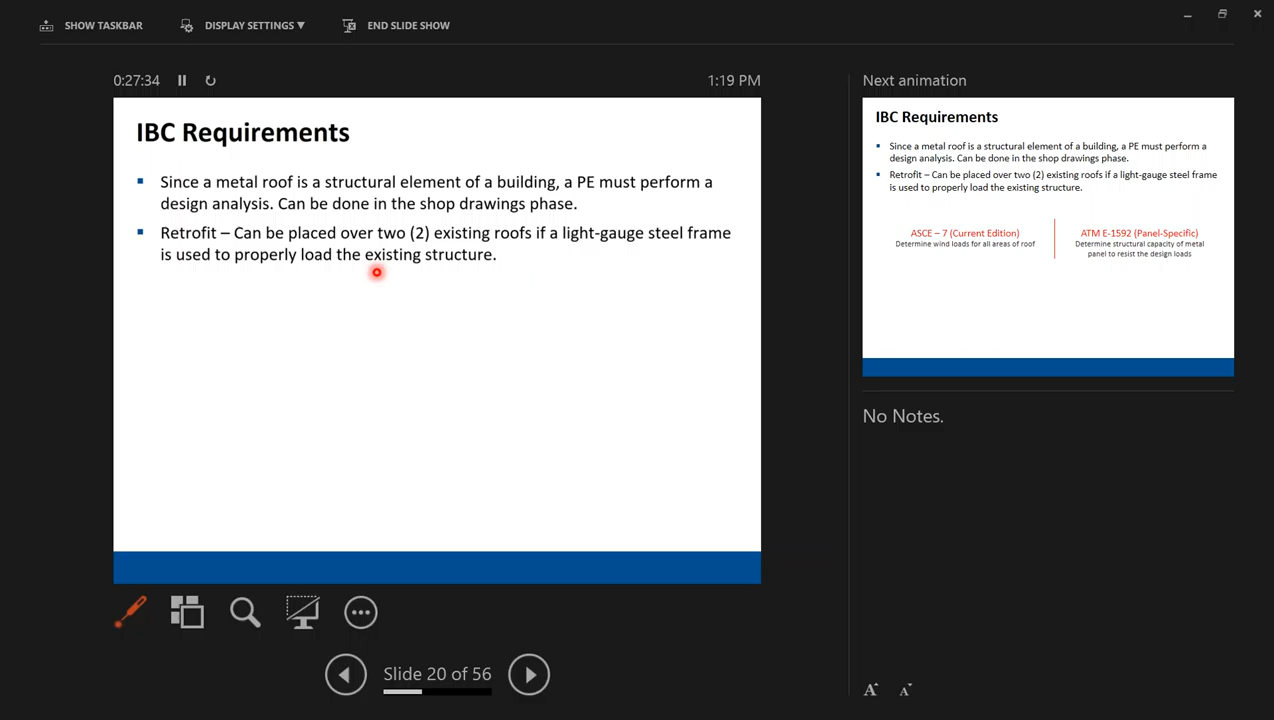 SHOW TASKBAR
DISPLAY SETTINGS ▼
END SLIDE SHOW
0:27:34
1:19 PM
IBC Requirements
▪ Since a metal roof is a structural element of a building, a PE must perform a
design analysis. Can be done in the shop drawings phase.
▪ Retrofit – Can be placed over two (2) existing roofs if a light-gauge steel frame
is used to properly load the existing structure.
Slide 20 of 56
Next animation
IBC Requirements
▪ Since a metal roof is a structural element of a building, a PE must perform a
design analysis. Can be done in the shop drawings phase.
▪ Retrofit – Can be placed over two (2) existing roofs if a light-gauge steel frame
is used to properly load the existing structure.
ASCE – 7 (Current Edition)
Determine wind loads for all areas of roof
ATM E-1592 (Panel-Specific)
Determine structural capacity of metal
panel to resist the design loads
No Notes.
A A